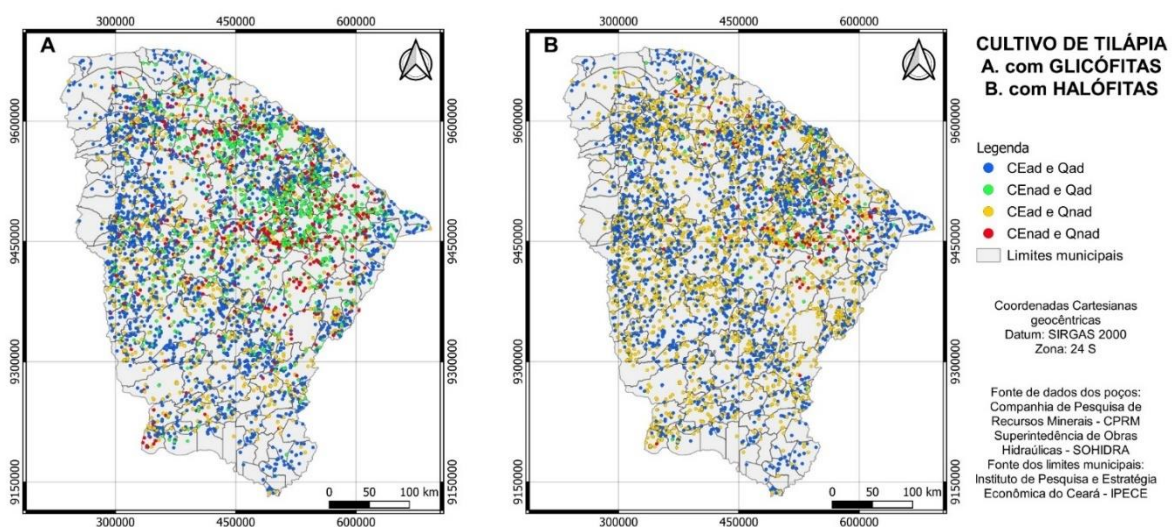 300000 450000 600000
300000 450000 600000
A
B
9600000
9450000
9300000
9150000
9600000
9450000
9300000
9150000
0 50 100 km
0 50 100 km
300000 450000 600000
300000 450000 600000
CULTIVO DE TILÁPIA
A. com GLICÓFITAS
B. com HALÓFITAS
Legenda
CEad e Qad
CEnad e Qad
CEad e Qnad
CEnad e Qnad
Limites municipais
Coordenadas Cartesianas
geocêntricas
Datum: SIRGAS 2000
Zona: 24 S
Fonte de dados dos poços:
Companhia de Pesquisa de
Recursos Minerais - CPRM
Superintedência de Obras
Hidraúlicas - SOHIDRA
Fonte dos limites municipais:
Instituto de Pesquisa e Estratégia
Econômica do Ceará - IPECE